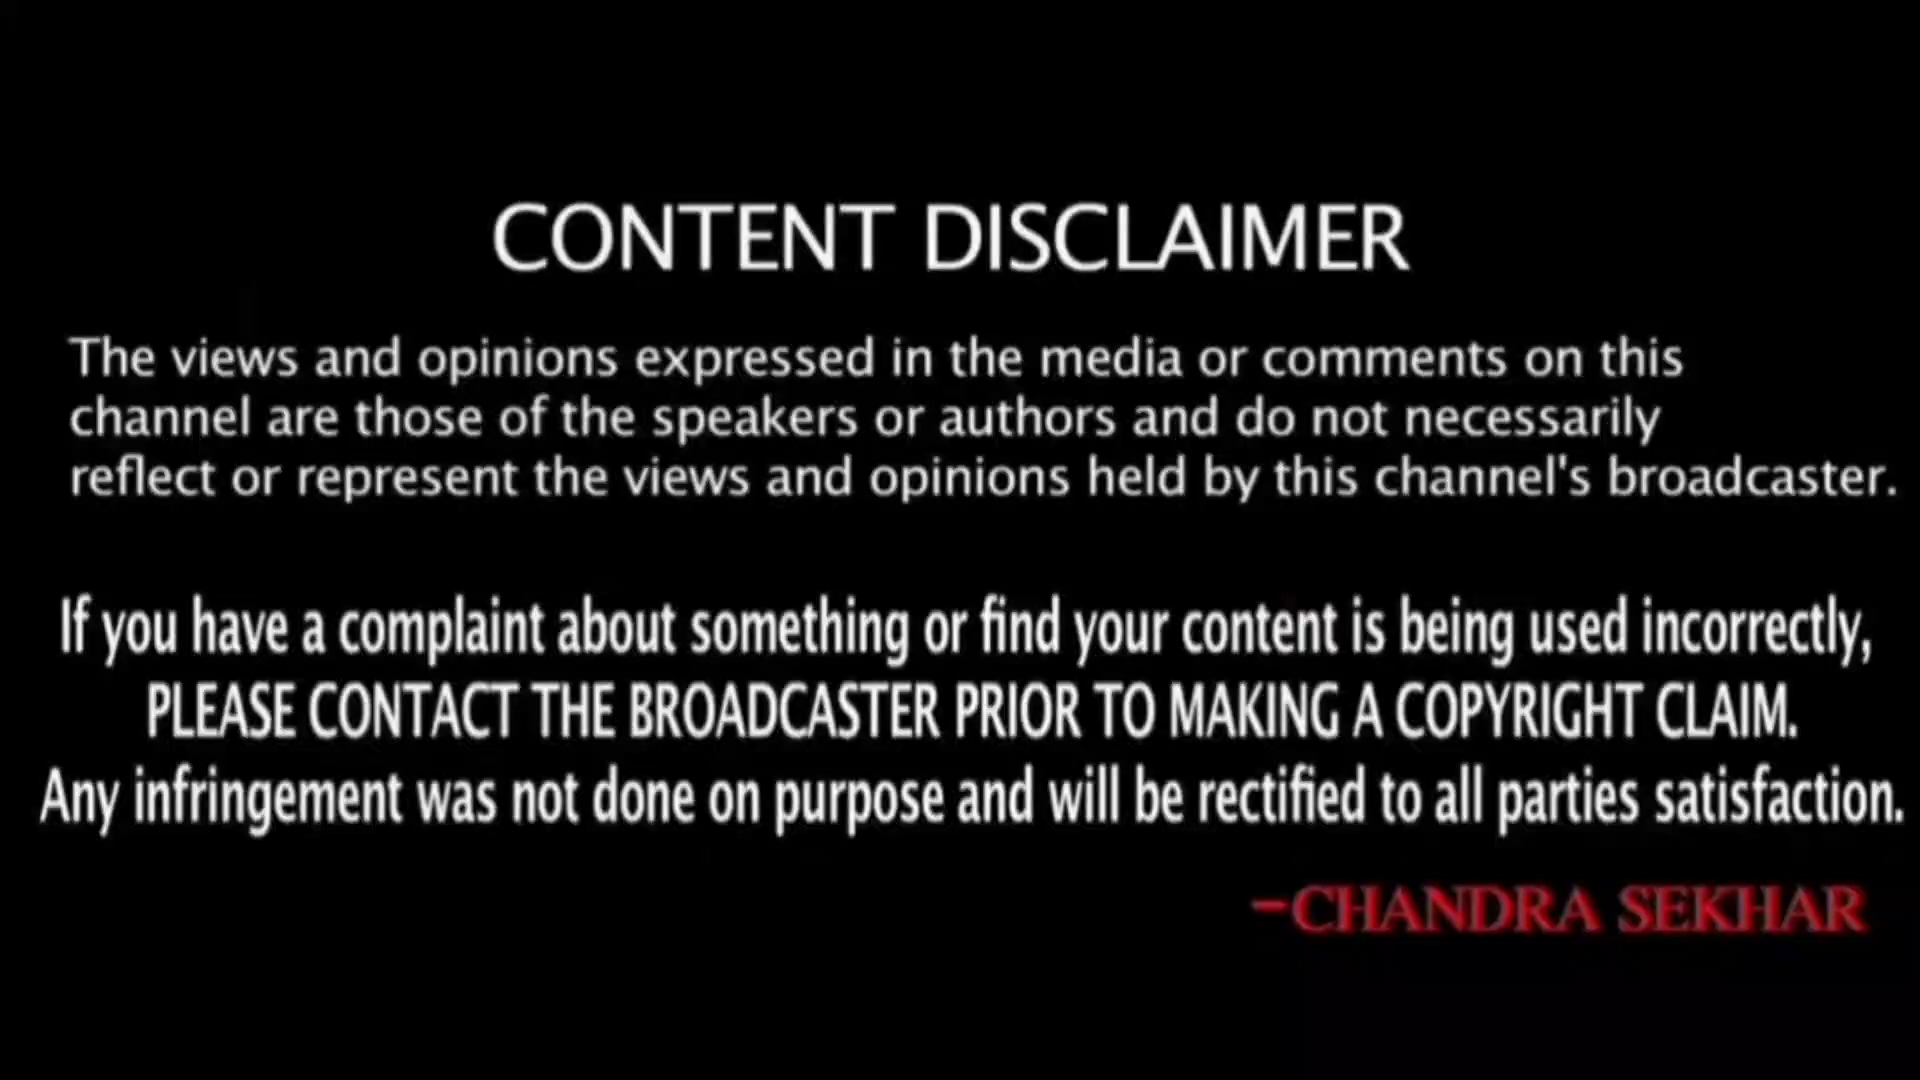 CONTENT DISCLAIMER
The views and opinions expressed in the media or comments on this
channel are those of the speakers or authors and do not necessarily
reflect or represent the views and opinions held by this channel's broadcaster.
If you have a complaint about something or find your content is being used incorrectly,
PLEASE CONTACT THE BROADCASTER PRIOR TO MAKING A COPYRIGHT CLAIM.
Any infringement was not done on purpose and will be rectified to all parties satisfaction.
-CHANDRA SEKHAR